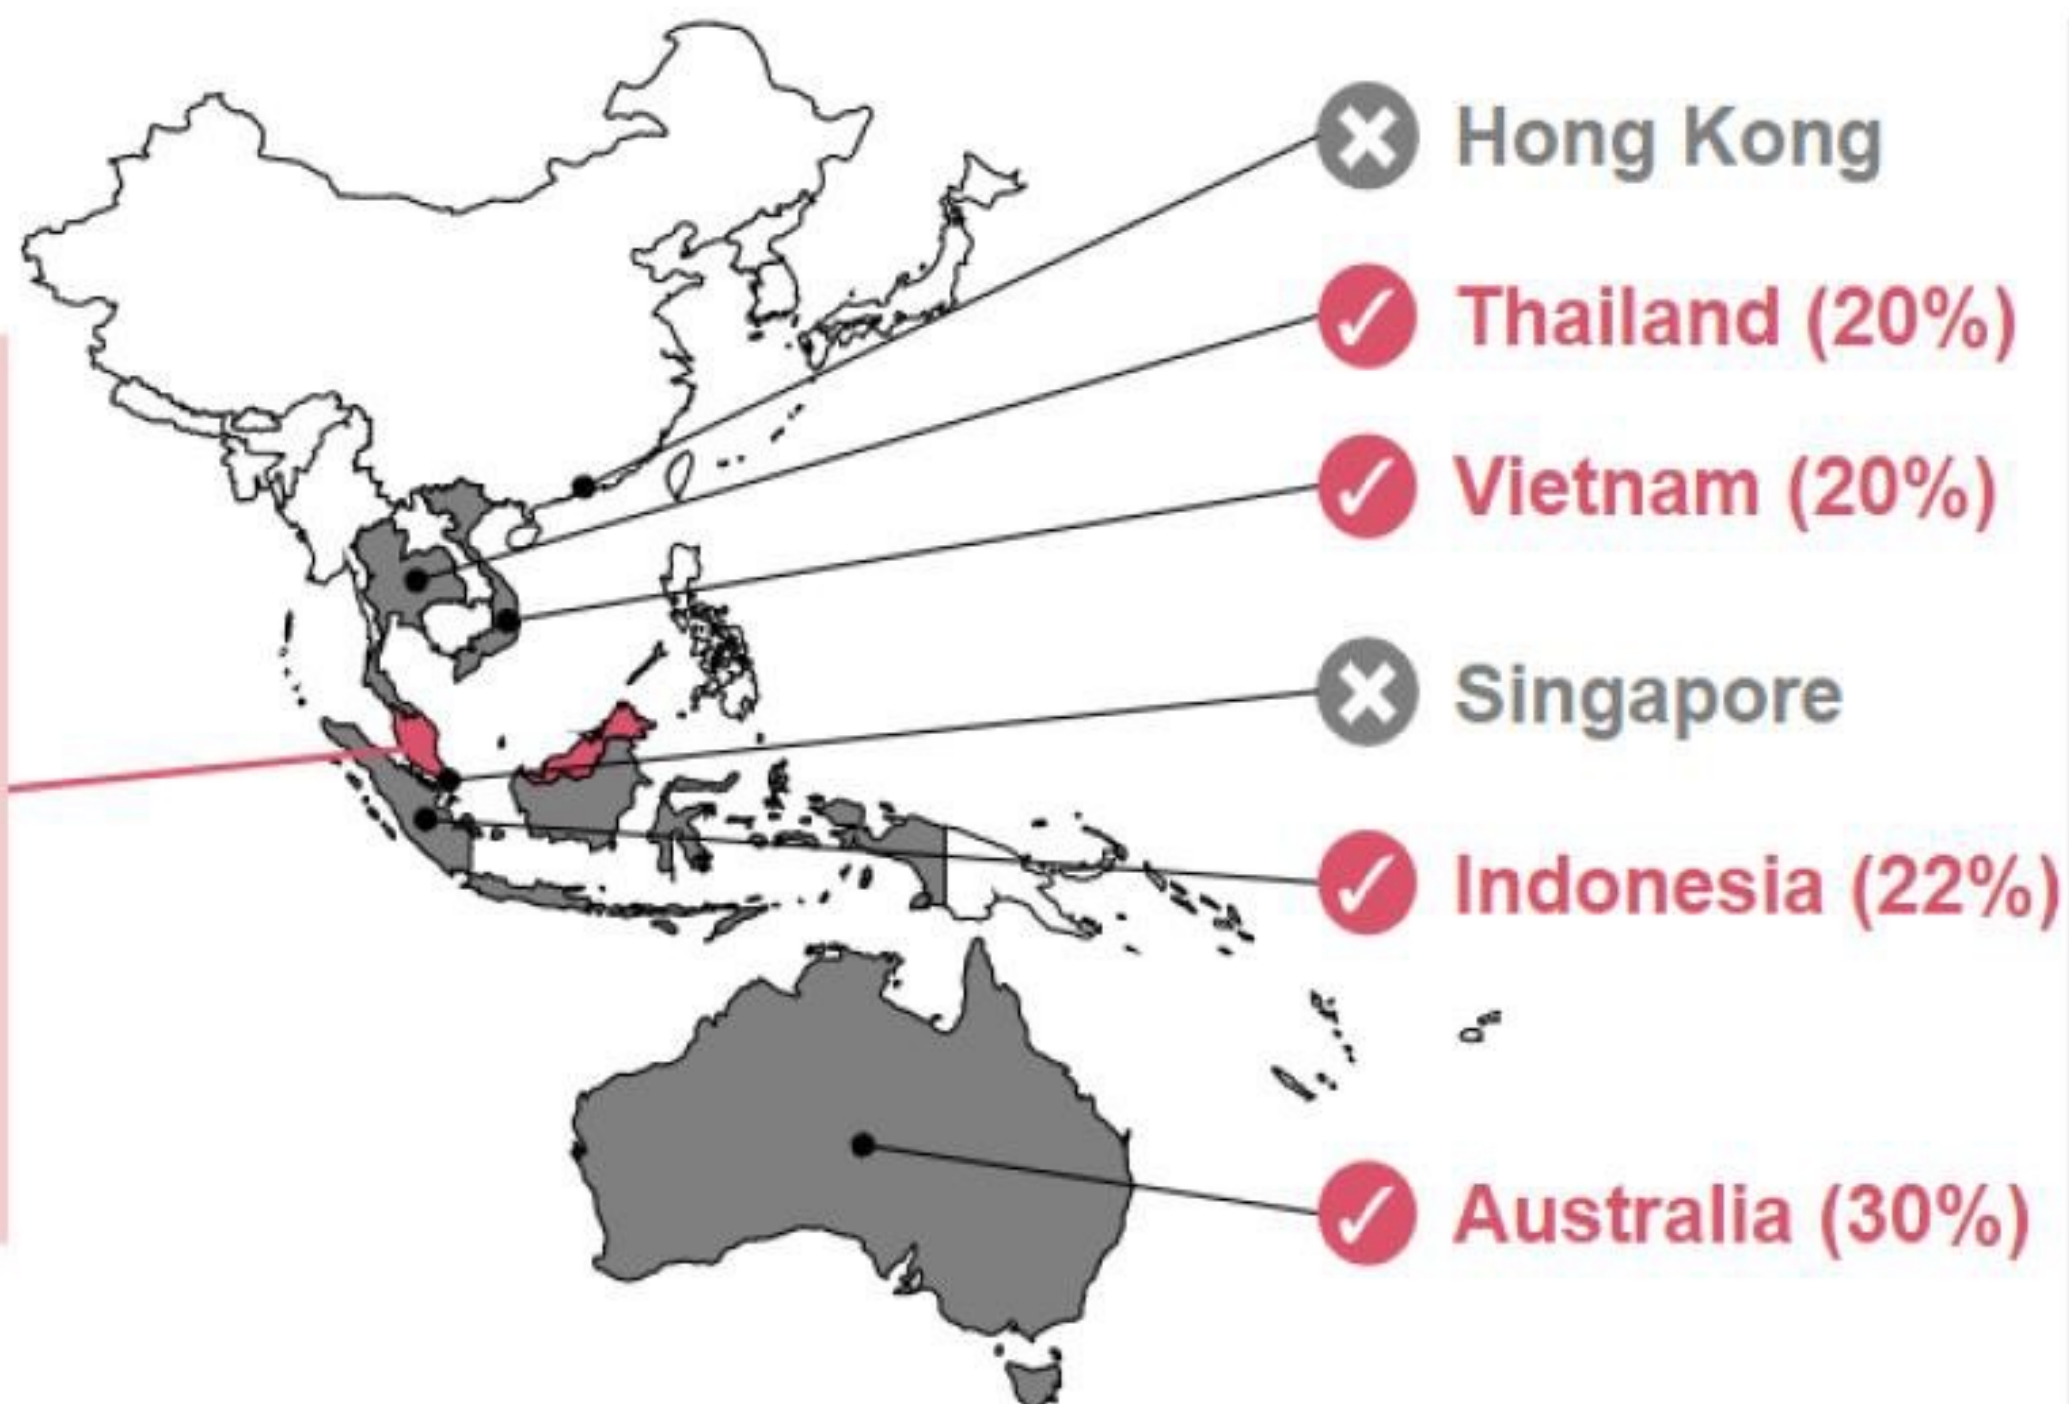 Hong Kong
Thailand (20%)
Vietnam (20%)
Singapore
Indonesia (22%)
Australia (30%)